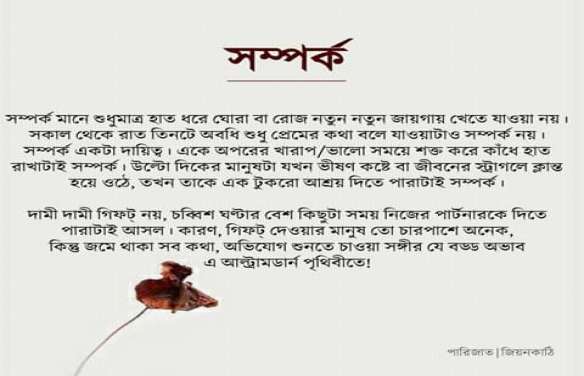 সম্পর্ক
সম্পর্ক মানে শুধুমাত্র হাত ধরে ঘোরা বা রোজ নতুন নতুন জায়গায় খেতে যাওয়া নয়।
সকাল থেকে রাত তিনটে অবধি শুধু প্রেমের কথা বলে যাওয়াটাও সম্পর্ক নয়।
সম্পর্ক একটা দায়িত্ব। একে অপরের খারাপ/ভালো সময়ে শক্ত করে কাঁধে হাত
রাখাটাই সম্পর্ক। উল্টো দিকের মানুষটা যখন ভীষণ কষ্টে বা জীবনের স্ট্রাগলে ক্লান্ত
হয়ে ওঠে, তখন তাকে এক টুকরো আশ্রয় দিতে পারাটাই সম্পর্ক।
দামী দামী গিফট্ নয়, চব্বিশ ঘণ্টার বেশ কিছুটা সময় নিজের পার্টনারকে দিতে
পারাটাই আসল। কারণ, গিফট্ দেওয়ার মানুষ তো চারপাশে অনেক,
কিন্তু জমে থাকা সব কথা, অভিযোগ শুনতে চাওয়া সঙ্গীর যে বড্ড অভাব
এ আল্ট্রামডার্ন পৃথিবীতে!
পারিজাত | জিয়নকাঠি